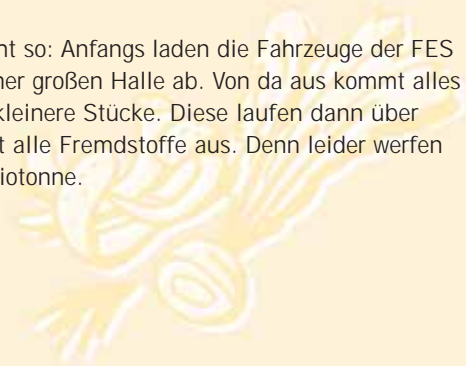 nt so: Anfangs laden die Fahrzeuge der FES
ner großen Halle ab. Von da aus kommt alles
kleinere Stücke. Diese laufen dann über
t alle Fremdstoffe aus. Denn leider werfen
iotonne.